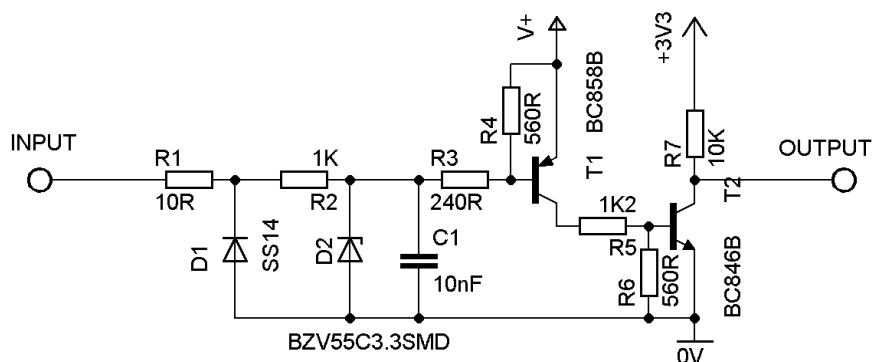 INPUT
R1
10R
D1
SS14
1K
R2
D2
BZV55C3.3SMD
C1
10nF
R3
240R
R4
560R
V+
BC858B
T1
1K2
R5
R6
560R
+3V3
R7
10K
T2
BC846B
0V
OUTPUT